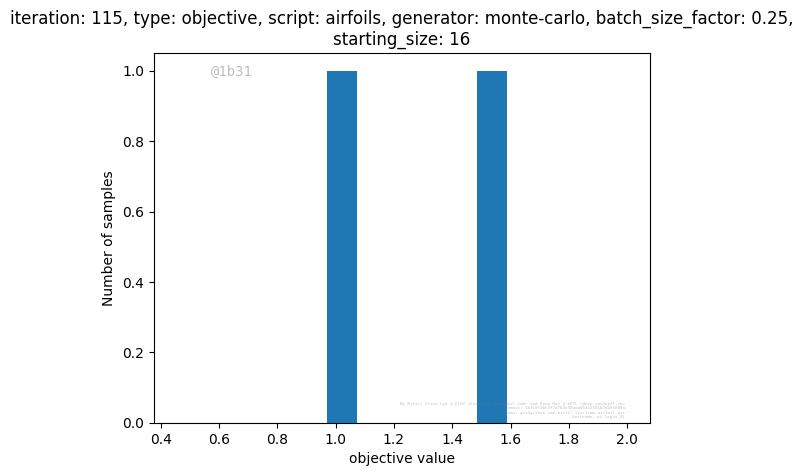 iteration: 115, type: objective, script: airfoils, generator: monte-carlo, batch_size_factor: 0.25,
starting_size: 16
@1b31
1.0
0.8
0.6
0.4
0.2
0.0
Number of samples
0.4 0.6 0.8 1.0 1.2 1.4 1.6 1.8 2.0
objective value